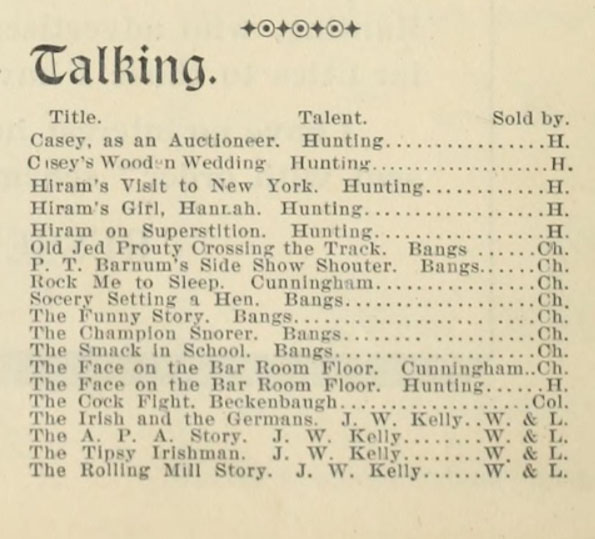 Talking.
Title. Talent. Sold by.
Casey, as an Auctioneer. Hunting..................H.
Casey's Wooden Wedding Hunting...................H.
Hiram's Visit to New York. Hunting.............H.
Hiram's Girl, Hannah. Hunting....................H.
Hiram on Superstition. Hunting...................H.
Old Jed Prouty Crossing the Track. Bangs ......Ch.
P. T. Barnum's Side Show Shouter. Bangs......Ch.
Rock Me to Sleep. Cunningham..................Ch.
Socery Setting a Hen. Bangs.....................Ch.
The Funny Story. Bangs..........................Ch.
The Champion Snorer. Bangs.....................Ch.
The Smack in School. Bangs......................Ch.
The Face on the Bar Room Floor. Cunningham..Ch.
The Face on the Bar Room Floor. Hunting......H.
The Cock Fight. Beckenbaugh....................Col.
The Irish and the Germans. J. W. Kelly..W. & L.
The A. P. A. Story. J. W. Kelly........W. & L.
The Tipsy Irishman. J. W. Kelly........W. & L.
The Rolling Mill Story. J. W. Kelly......W. & L.